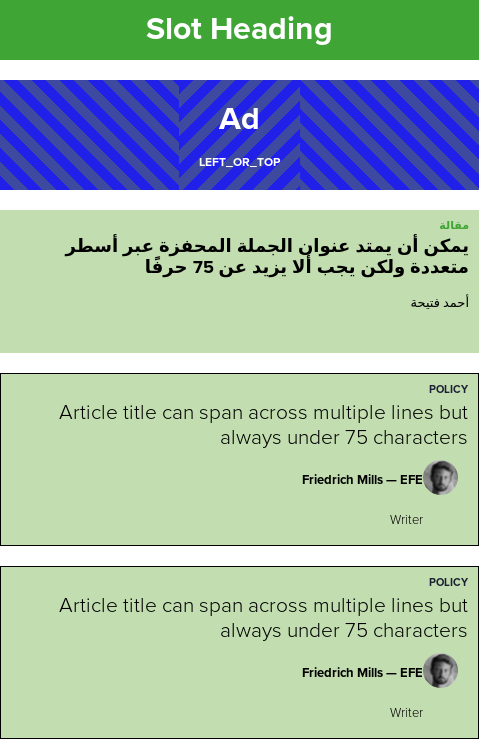 Slot Heading
Ad
LEFT_OR_TOP
مقالة
يمكن أن يمتد عنوان الجملة المحفزة عبر أسطر
متعددة ولكن يجب ألا يزيد عن 75 حرفًا
أحمد فتيحة
POLICY
Article title can span across multiple lines but
always under 75 characters
Friedrich Mills — EFE
Writer
POLICY
Article title can span across multiple lines but
always under 75 characters
Friedrich Mills — EFE
Writer